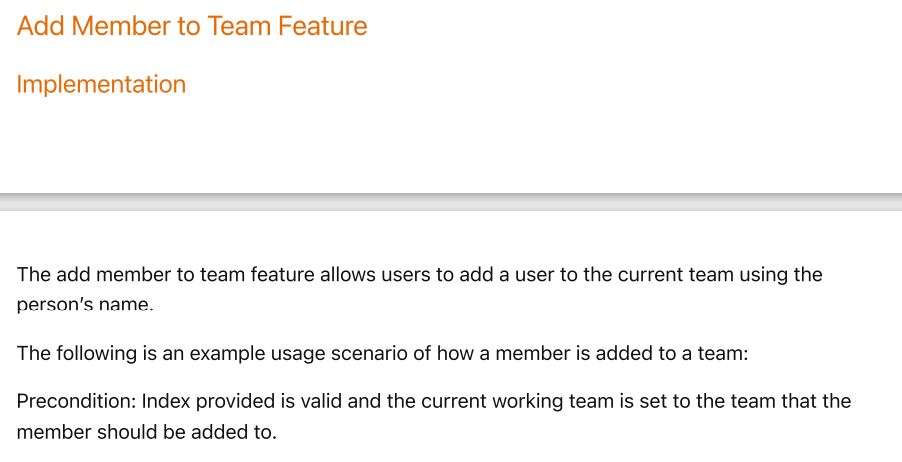 Add Member to Team Feature
Implementation
The add member to team feature allows users to add a user to the current team using the
person’s name.
The following is an example usage scenario of how a member is added to a team:
Precondition: Index provided is valid and the current working team is set to the team that the
member should be added to.